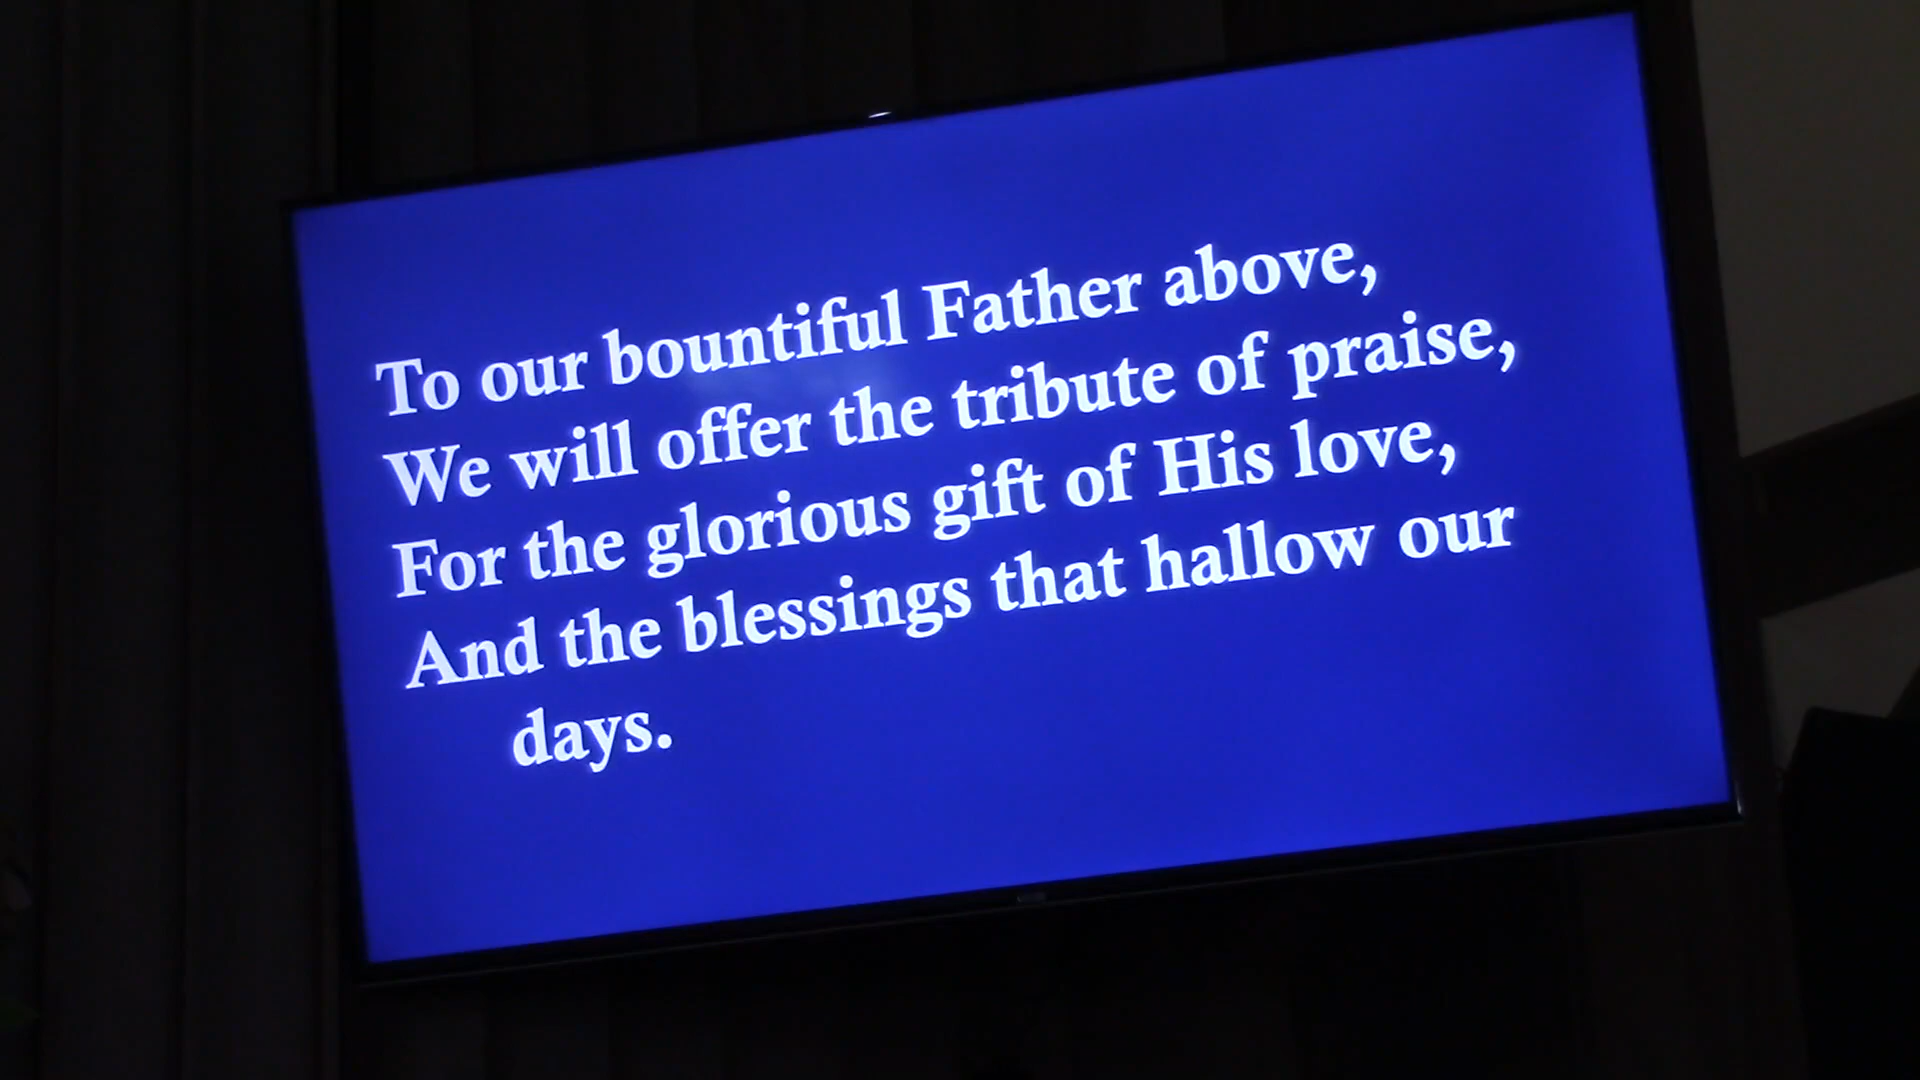 To our bountiful Father above,
We will offer the tribute of praise,
For the glorious gift of His love,
And the blessings that hallow our
days.